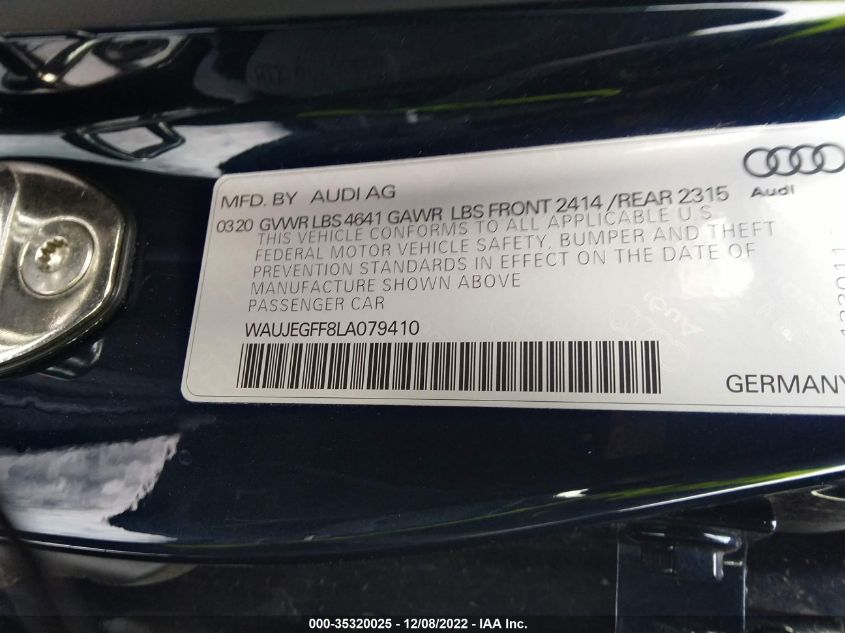 MFD. BY AUDI AG
0320 GVWR LBS 4641 GAWR LBS FRONT 2414 /REAR 2315
THIS VEHICLE CONFORMS TO ALL APPLICABLE U.S.
FEDERAL MOTOR VEHICLE SAFETY, BUMPER AND THEFT
PREVENTION STANDARDS IN EFFECT ON THE DATE OF
MANUFACTURE SHOWN ABOVE
PASSENGER CAR
WAUJEGFF8LA079410
Audi
GERMANY
000-35320025 - 12/08/2022 - IAA Inc.